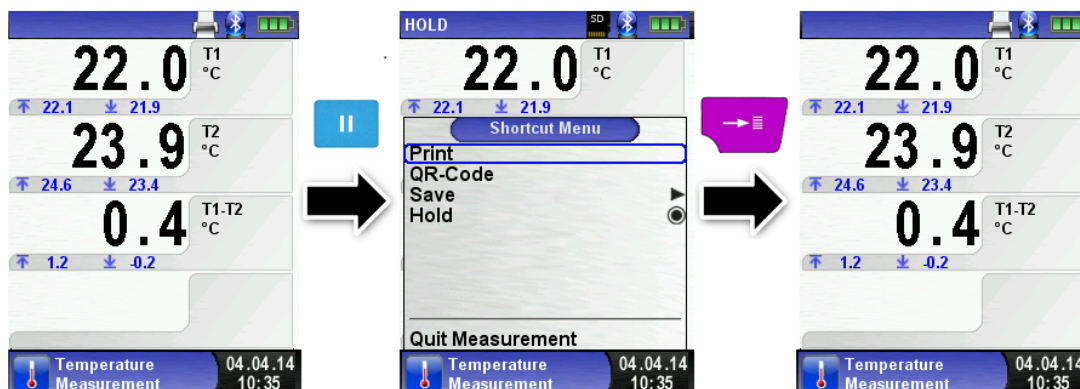 22.0 T1
°C
22.1 21.9
23.9 T2
°C
24.6 23.4
0.4 T1-T2
°C
1.2 -0.2
Temperature
Measurement
04.04.14
10:35
HOLD
SD
22.0 T1
°C
22.1 21.9
Shortcut Menu
Print
QR-Code
Save
Hold
Quit Measurement
Temperature
Measurement
04.04.14
10:35
22.0 T1
°C
22.1 21.9
23.9 T2
°C
24.6 23.4
0.4 T1-T2
°C
1.2 -0.2
Temperature
Measurement
04.04.14
10:35